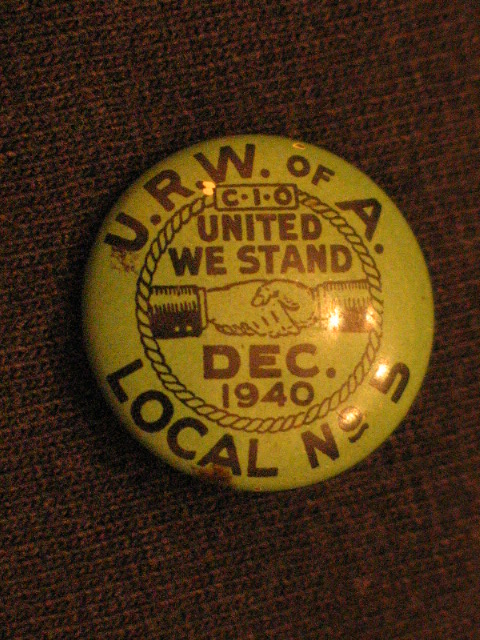 U.R.W. OF A.
C·I·O
UNITED
WE STAND
DEC.
1940
LOCAL No 5